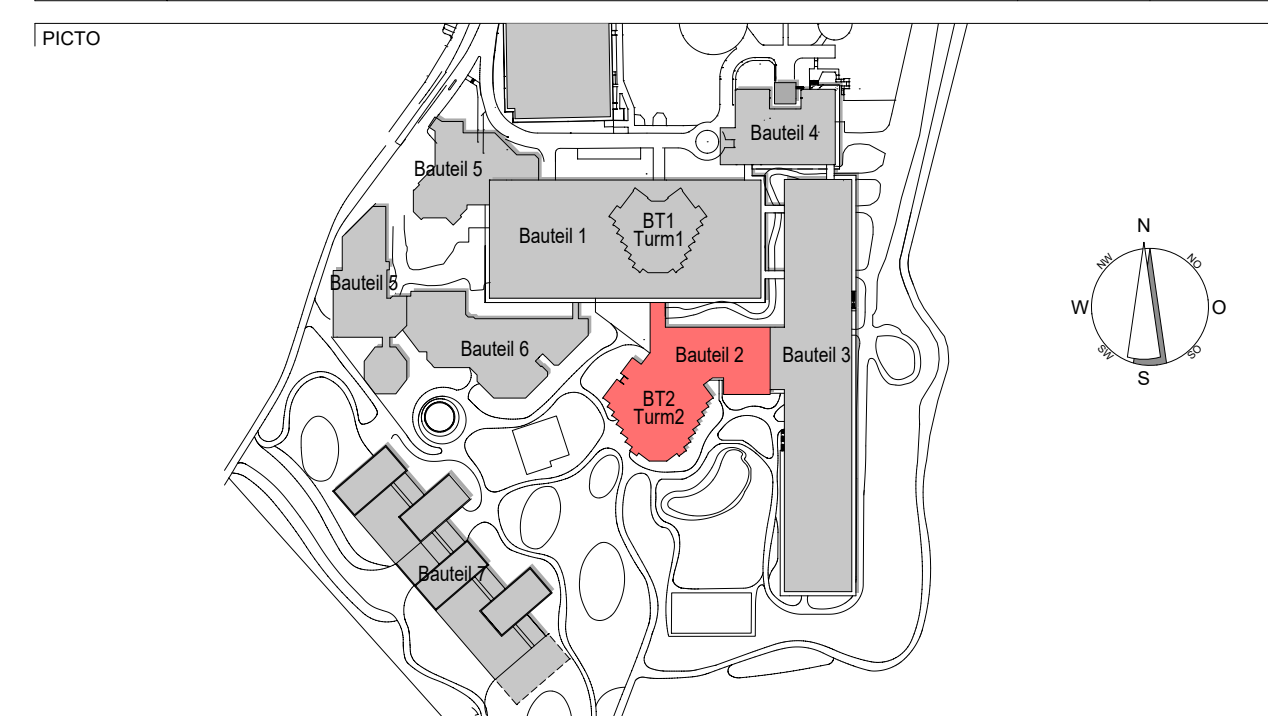 PICTO
Bauteil 4
Bauteil 5
BT1
Turm1
Bauteil 1
N
NW
NO
Bauteil 5
W
O
Bauteil 6
Bauteil 2
Bauteil 3
SW
SO
S
BT2
Turm2
Bauteil 7